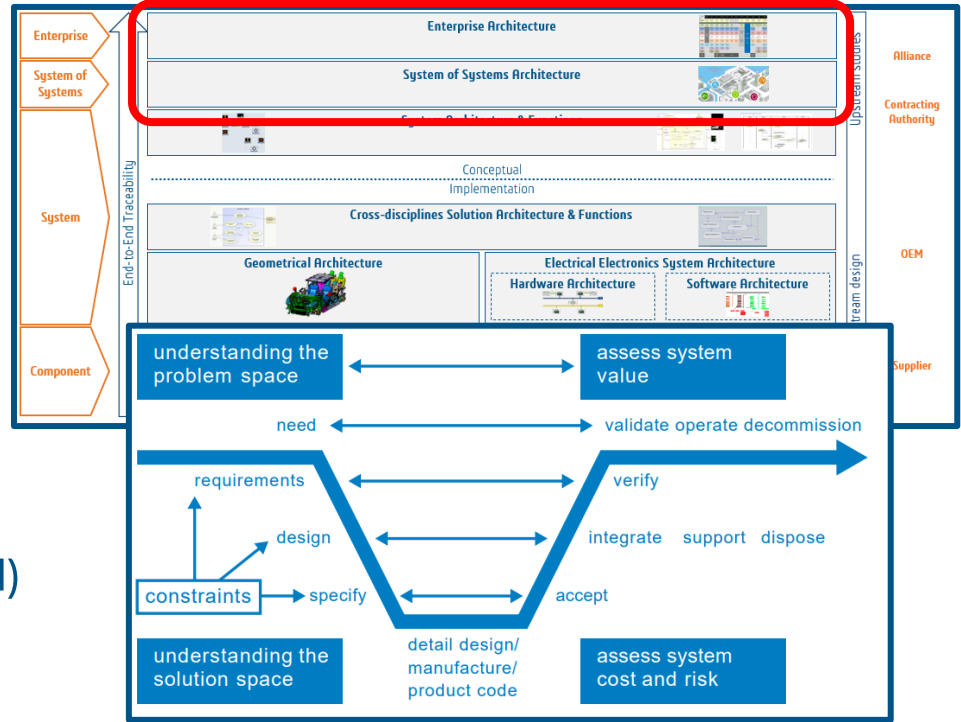 Enterprise
System of
Systems
System
Component
End-to-End Traceability
Enterprise Architecture
System of Systems Architecture
Conceptual
Implementation
Cross-disciplines Solution Architecture & Functions
Geometrical Architecture
Electrical Electronics System Architecture
Hardware Architecture
Software Architecture
Upstream studies
design
Alliance
Contracting
Authority
OEM
Supplier
understanding the
problem space
assess system
value
need
validate operate decommission
requirements
verify
design
integrate support dispose
constraints
specify
accept
detail design/
manufacture/
product code
understanding the
solution space
assess system
cost and risk
)